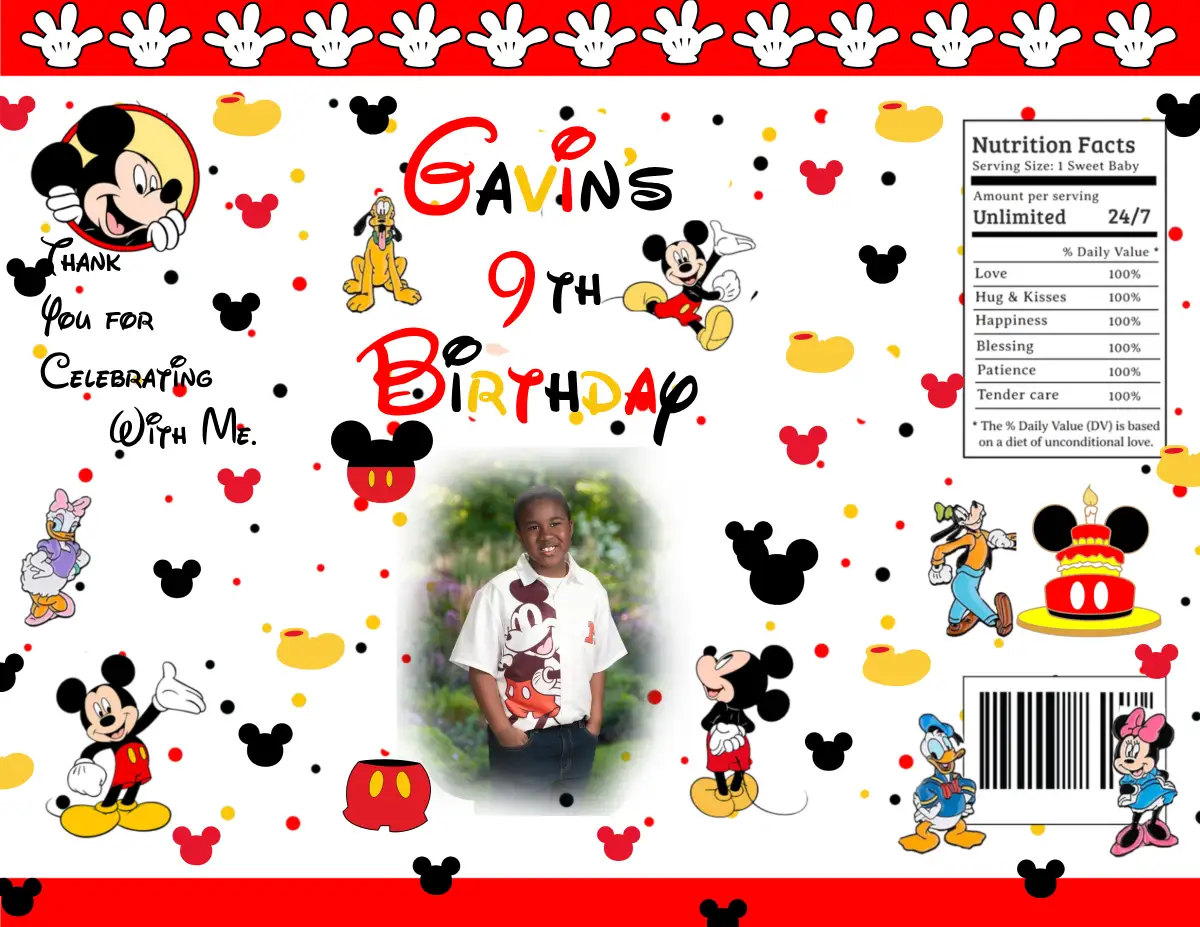 Thank
You for
Celebrating
With Me.
Gavin's
9th
Birthday
Nutrition Facts
Serving Size: 1 Sweet Baby
Amount per serving
Unlimited 24/7
% Daily Value *
Love 100%
Hug & Kisses 100%
Happiness 100%
Blessing 100%
Patience 100%
Tender care 100%
* The % Daily Value (DV) is based
on a diet of unconditional love.